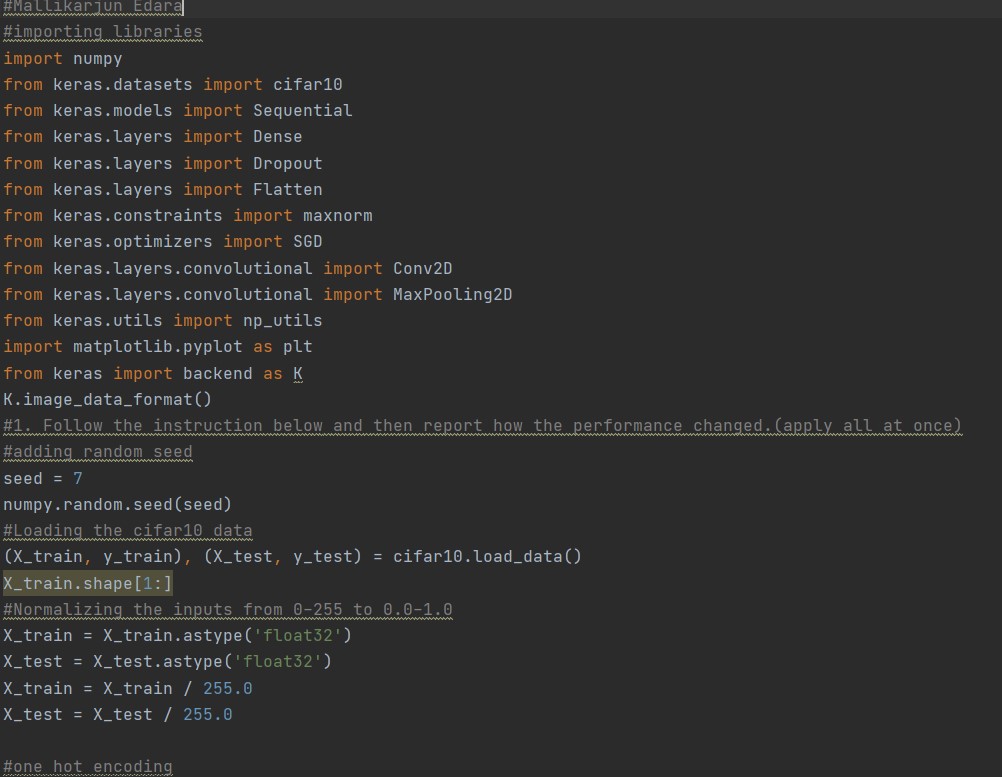 #Mallikarjun Edara
#importing libraries
import numpy
from keras.datasets import cifar10
from keras.models import Sequential
from keras.layers import Dense
from keras.layers import Dropout
from keras.layers import Flatten
from keras.constraints import maxnorm
from keras.optimizers import SGD
from keras.layers.convolutional import Conv2D
from keras.layers.convolutional import MaxPooling2D
from keras.utils import np_utils
import matplotlib.pyplot as plt
from keras import backend as K
K.image_data_format()
#1. Follow the instruction below and then report how the performance changed.(apply all at once)
#adding random seed
seed = 7
numpy.random.seed(seed)
#Loading the cifar10 data
(X_train, y_train), (X_test, y_test) = cifar10.load_data()
X_train.shape[1:]
#Normalizing the inputs from 0-255 to 0.0-1.0
X_train = X_train.astype('float32')
X_test = X_test.astype('float32')
X_train = X_train / 255.0
X_test = X_test / 255.0
#one hot encoding